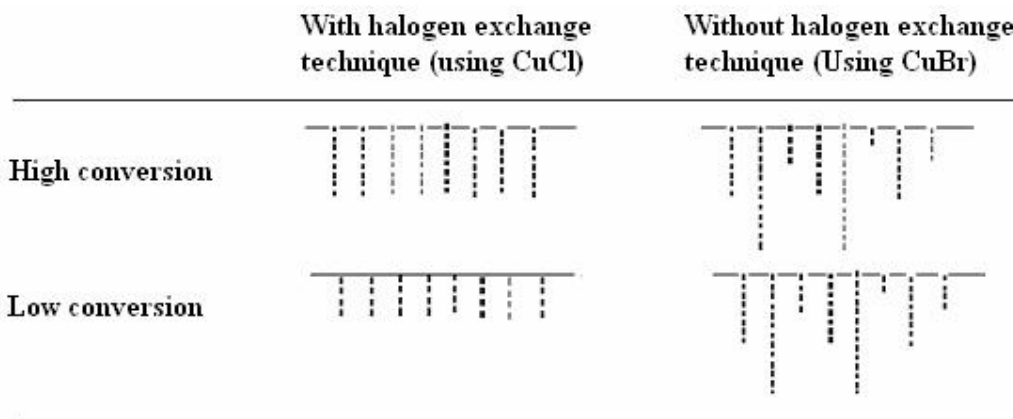 With halogen exchange
technique (using CuCl)
Without halogen exchange
technique (Using CuBr)
High conversion
Low conversion